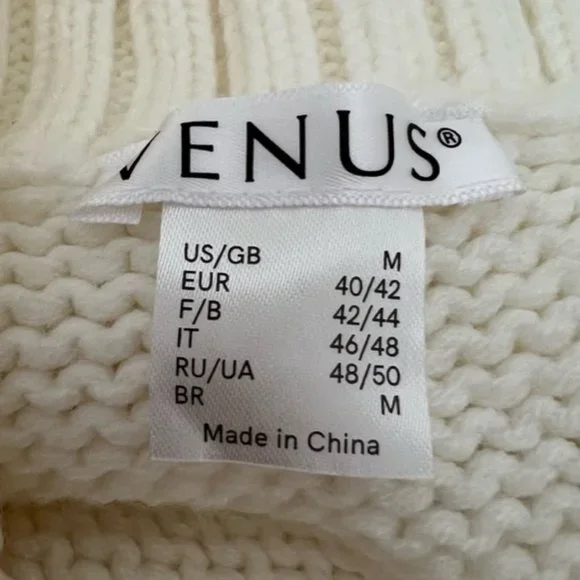 VENUS®
US/GB M
EUR 40/42
F/B 42/44
IT 46/48
RU/UA 48/50
BR M
Made in China